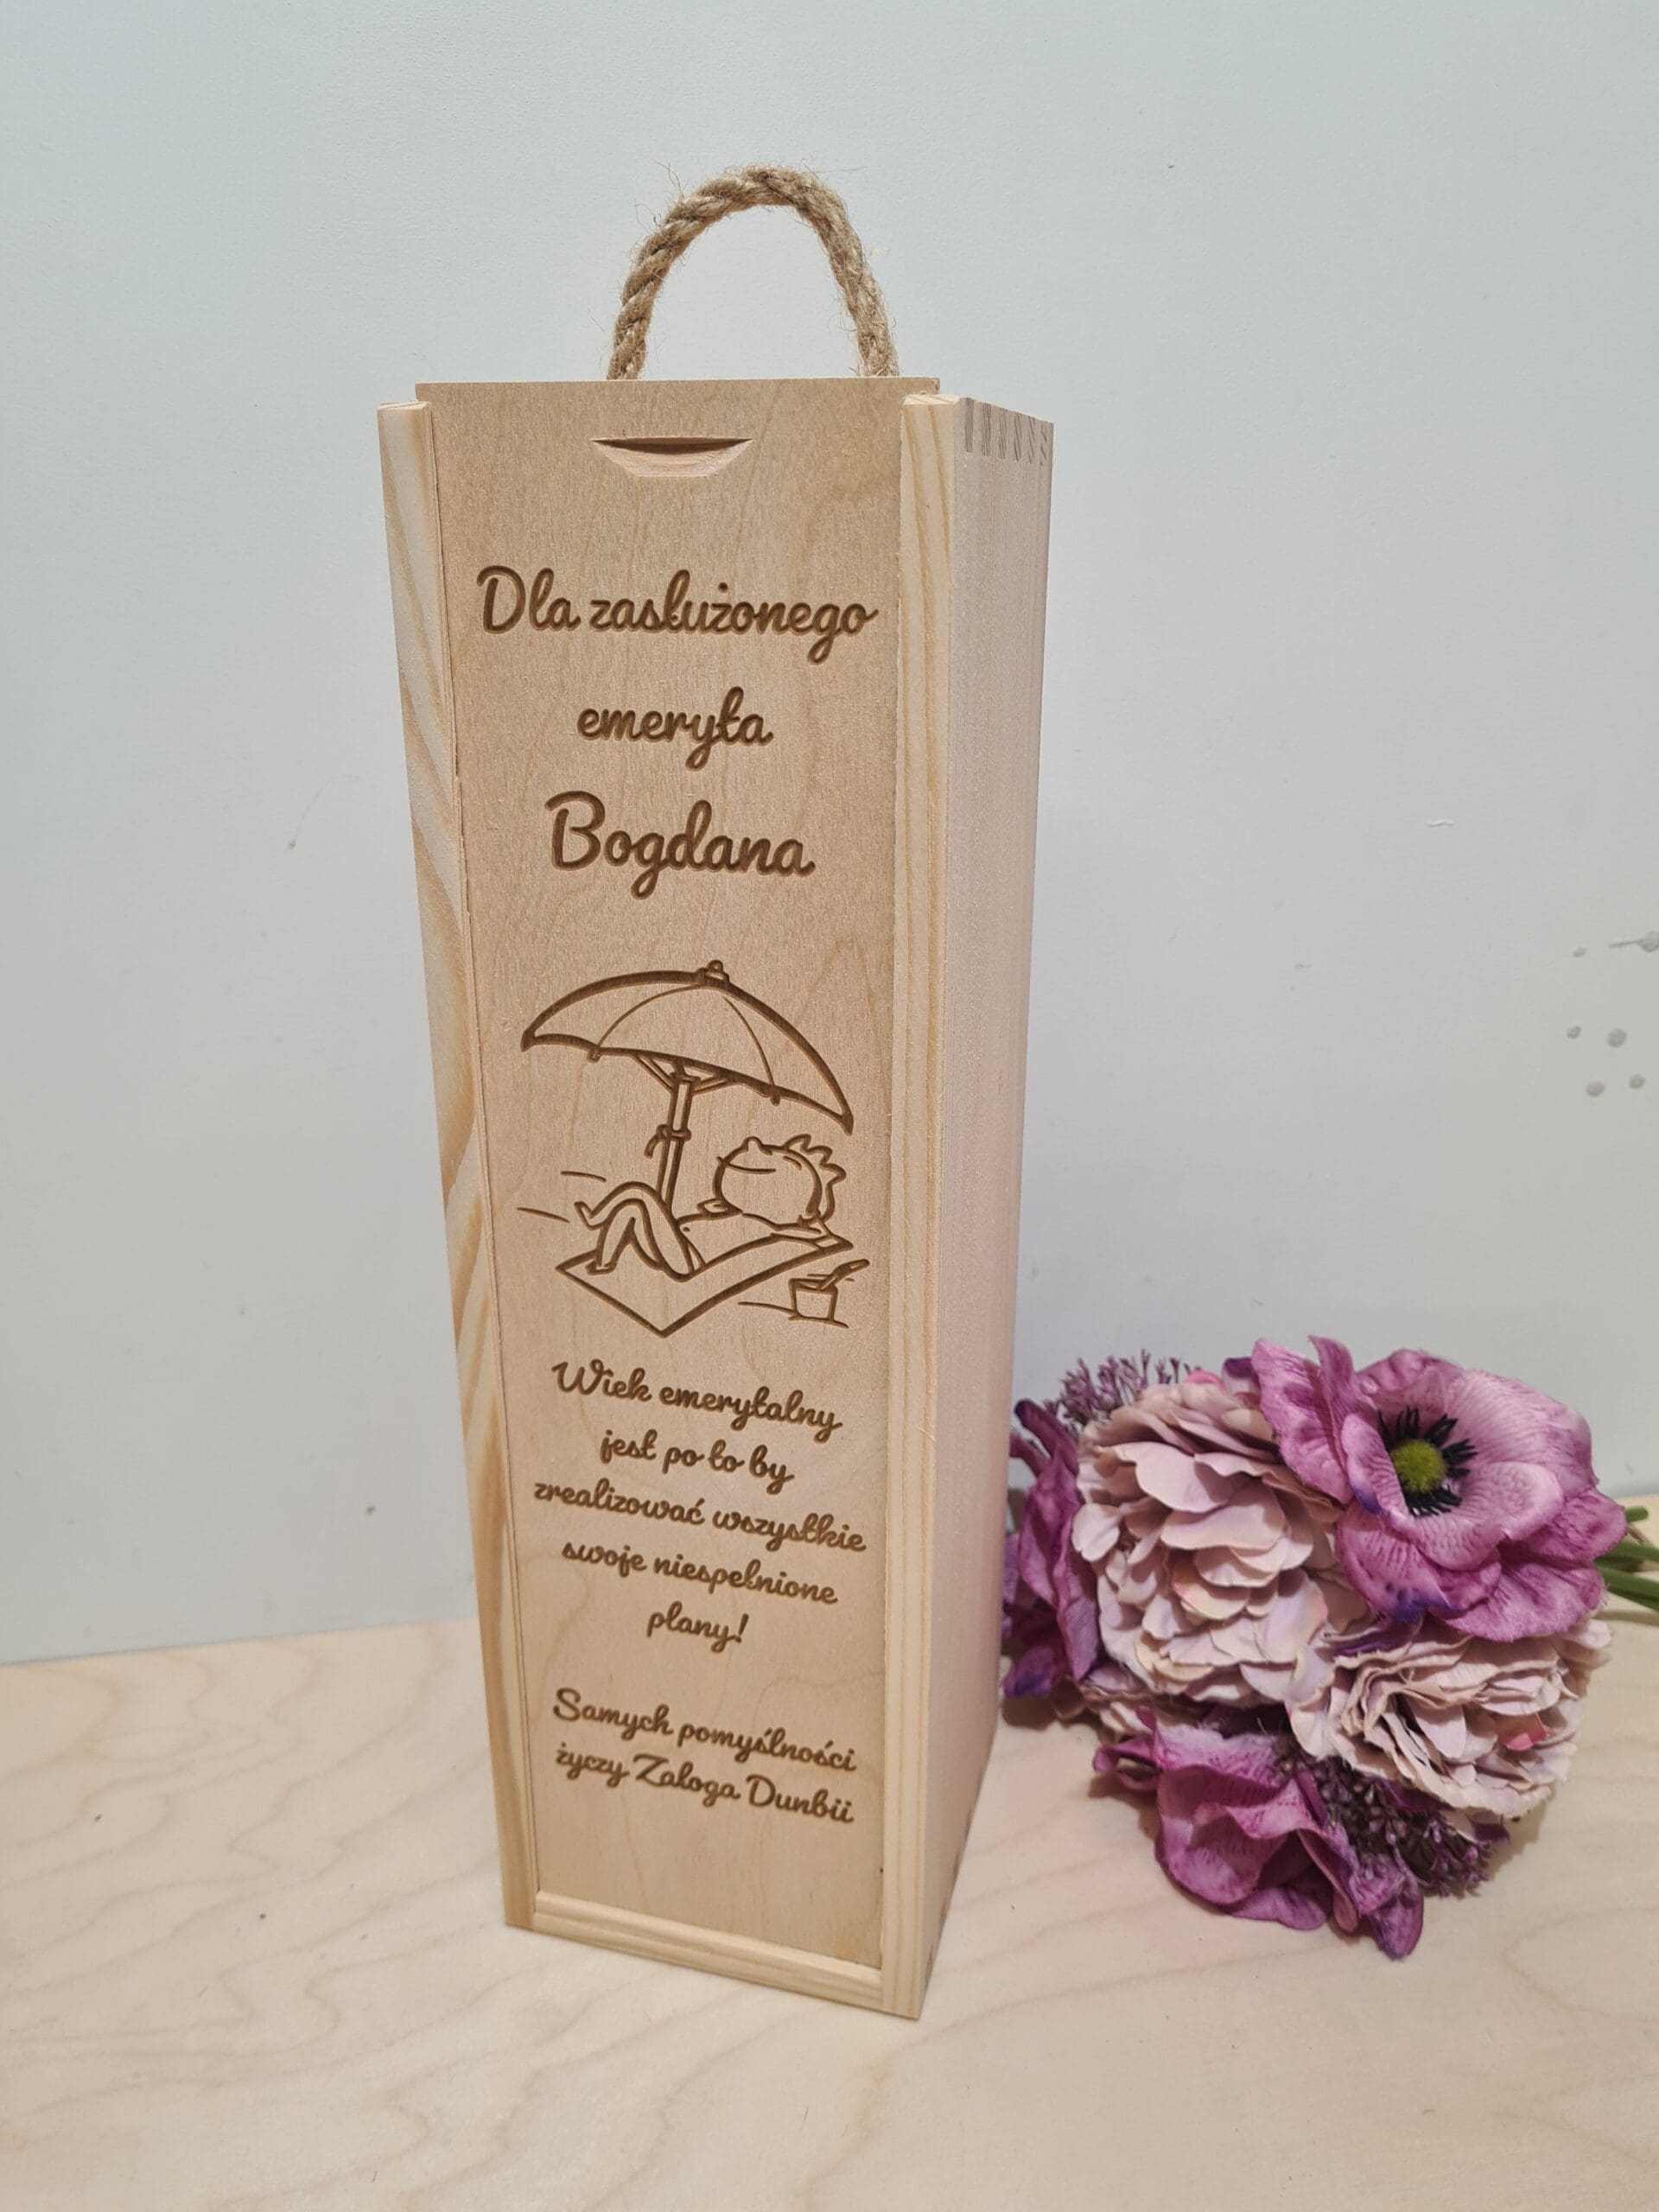 Dla zasłużonego
emeryta
Bogdana
Wiek emerytalny
jest po to by
zrealizować wszystkie
swoje niespełnione
plany!
Samych pomyślności
życzy Załoga Dunbii